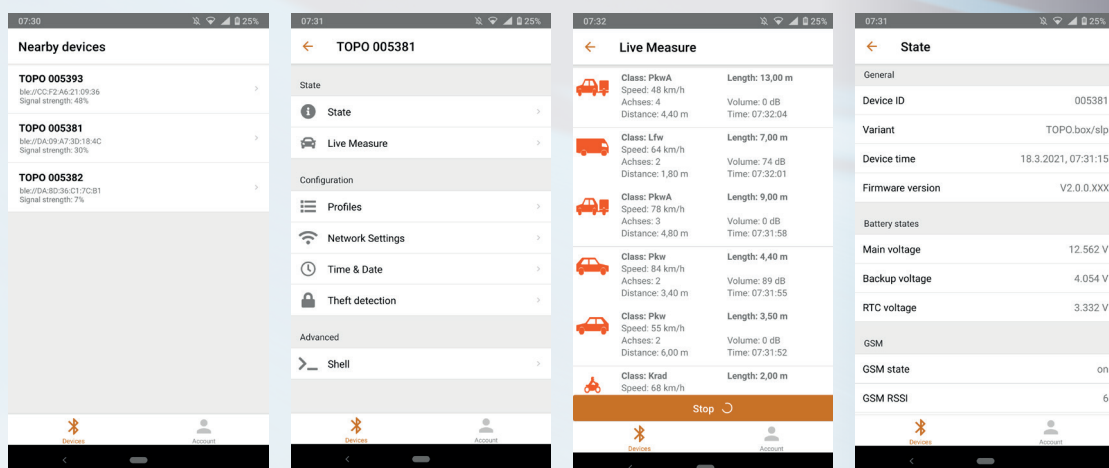 07:30
25%
Nearby devices
TOPO 005393
ble://CC:F2:A6:21:09:36
Signal strength: 48%
TOPO 005381
ble://DA:09:A7:3D:18:4C
Signal strength: 30%
TOPO 005382
ble://DA:8D:36:C1:7C:B1
Signal strength: 7%
Devices
Account
07:31
25%
TOPO 005381
State
State
Live Measure
Configuration
Profiles
Network Settings
Time & Date
Theft detection
Advanced
Shell
Devices
Account
07:32
25%
Live Measure
Class: PkwA Length: 13,00 m
Speed: 48 km/h
Achses: 4 Volume: 0 dB
Distance: 4,40 m Time: 07:32:04
Class: Lfw Length: 7,00 m
Speed: 64 km/h
Achses: 2 Volume: 74 dB
Distance: 1,80 m Time: 07:32:01
Class: PkwA Length: 9,00 m
Speed: 78 km/h
Achses: 3 Volume: 0 dB
Distance: 4,80 m Time: 07:31:58
Class: Pkw Length: 4,40 m
Speed: 84 km/h
Achses: 2 Volume: 89 dB
Distance: 3,40 m Time: 07:31:55
Class: Pkw Length: 3,50 m
Speed: 55 km/h
Achses: 2 Volume: 0 dB
Distance: 6,00 m Time: 07:31:52
Class: Krad Length: 2,00 m
Speed: 68 km/h
Stop
Devices
Account
07:31
25%
State
General
Device ID 005381
Variant TOPO.box/slp
Device time 18.3.2021, 07:31:15
Firmware version V2.0.0.XXX
Battery states
Main voltage 12.562 V
Backup voltage 4.054 V
RTC voltage 3.332 V
GSM
GSM state on
GSM RSSI 6
Devices
Account